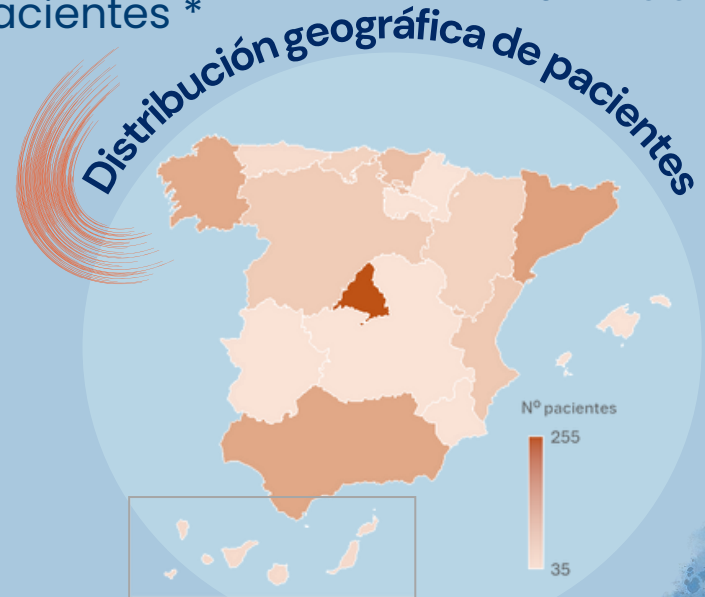 acientes *
Distribución geográfica de pacientes
Nº pacientes
255
35